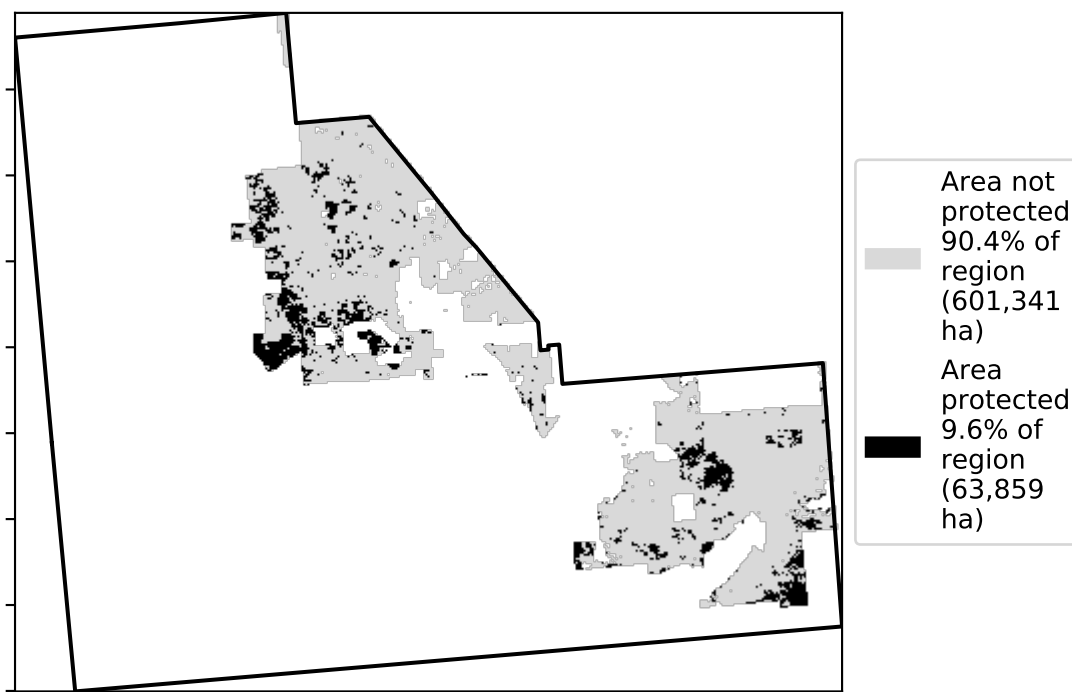 Area not
protected
90.4% of
region
(601,341
ha)
Area
protected
9.6% of
region
(63,859
ha)